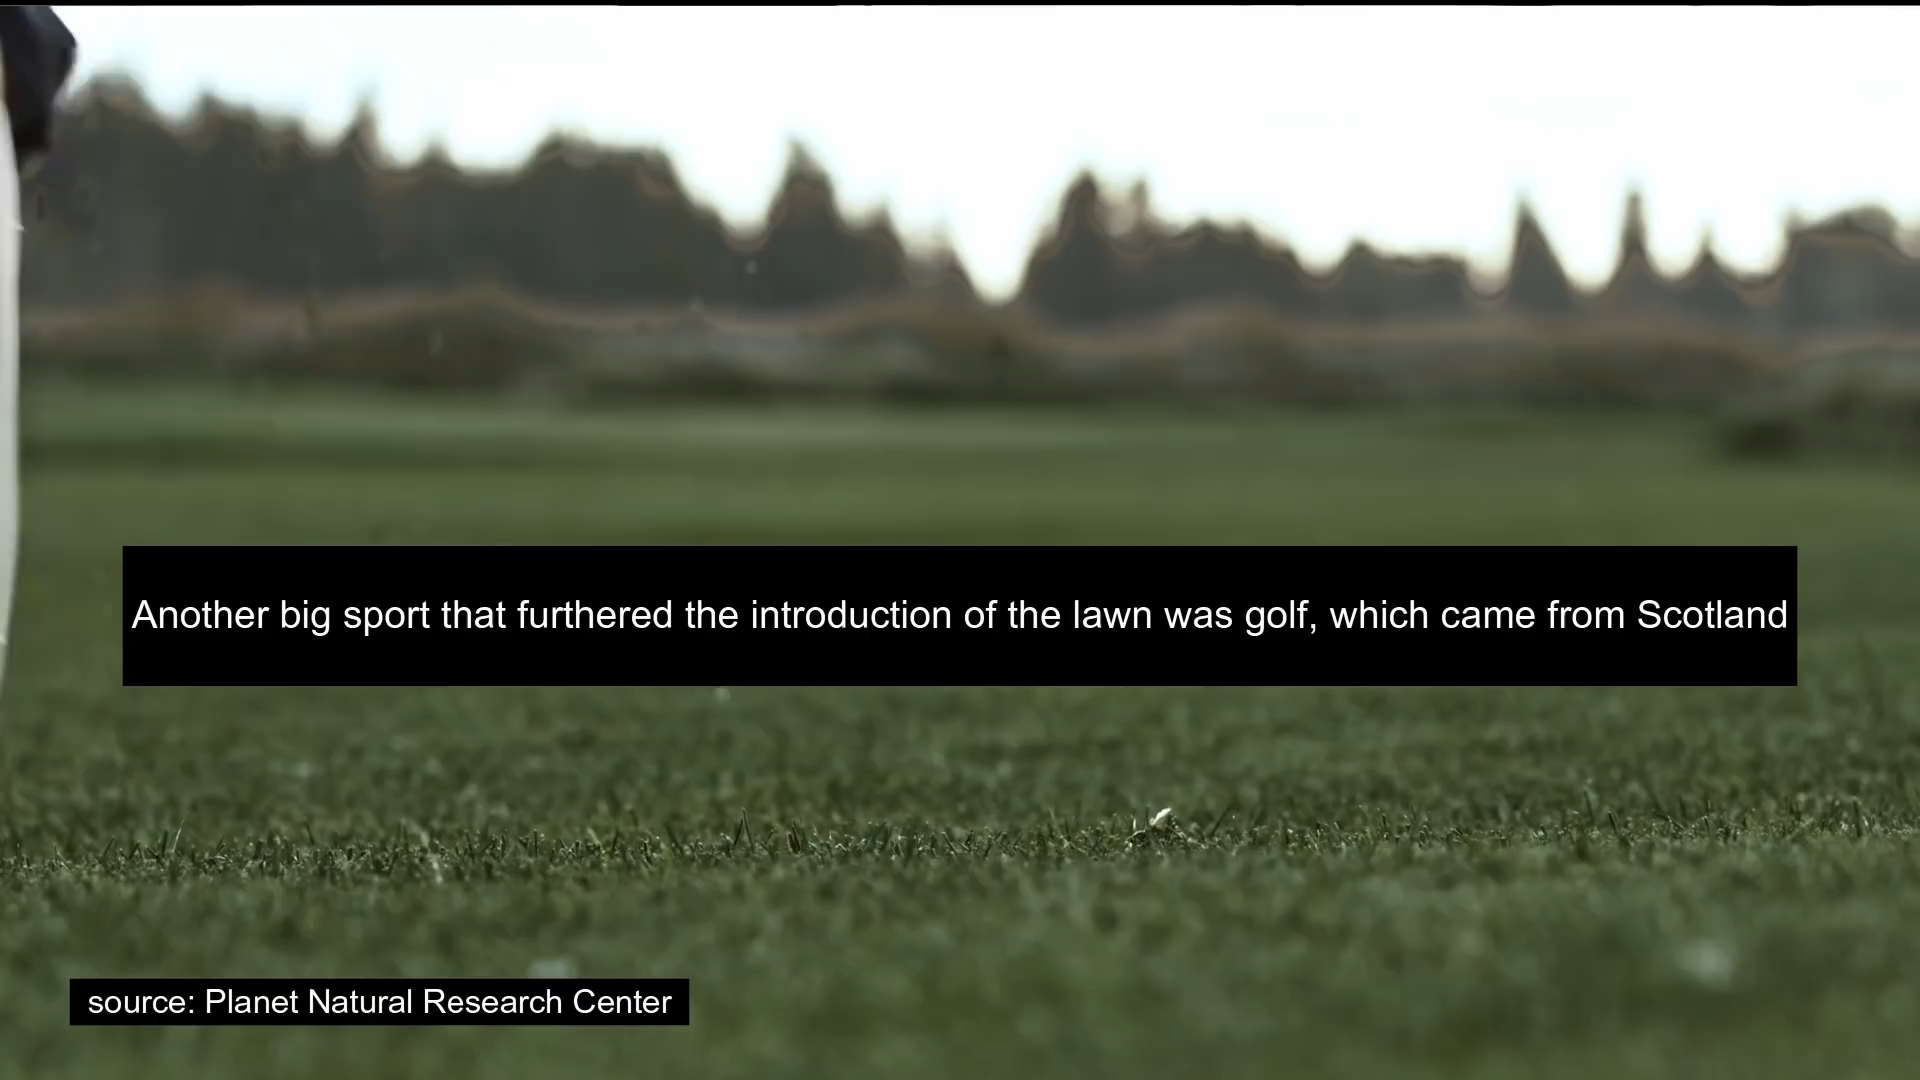 Another big sport that furthered the introduction of the lawn was golf, which came from Scotland
source: Planet Natural Research Center